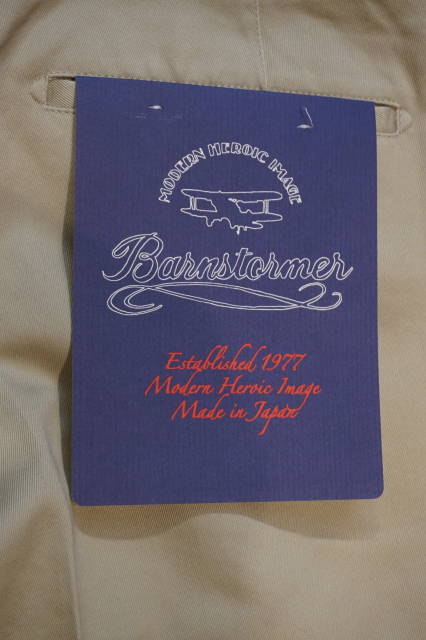 MODERN HEROIC IMAGE
Barnstormer
Established 1977
Modern Heroic Image
Made in Japan